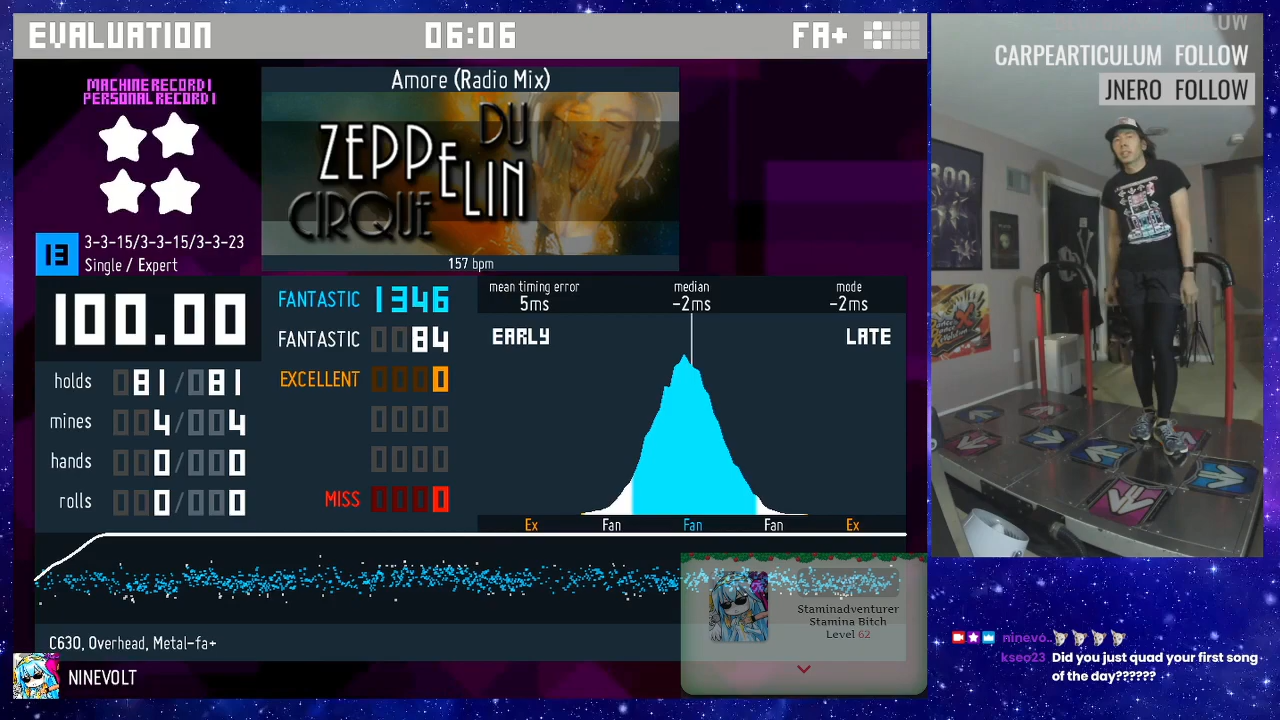 EVALUATION
06:06
FA+
MACHINE RECORD 1
PERSONAL RECORD 1
Amore (Radio Mix)
DU
ZEPPELIN
CIRQUE
157 bpm
13
3-3-15/3-3-15/3-3-23
Single / Expert
100.00
holds 081/081
mines 004/004
hands 000/000
rolls 000/000
FANTASTIC 1346
FANTASTIC 0084
EXCELLENT 0000
0000
0000
MISS 0000
mean timing error
5ms
median
-2ms
mode
-2ms
EARLY
LATE
Ex Fan Fan Fan Ex
C630, Overhead, Metal-fa+
NINEVOLT
Staminadventurer
Stamina Bitch
Level 62
CARPEARTICULUM FOLLOW
JNERO FOLLOW
ninevo..
kseo23 Did you just quad your first song
of the day??????